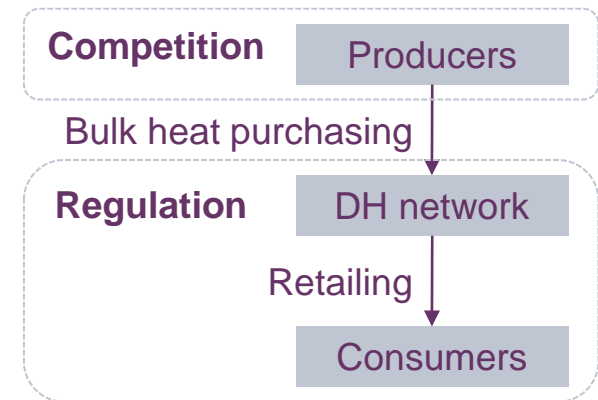 Competition
Producers
Bulk heat purchasing
Regulation
DH network
Retailing
Consumers